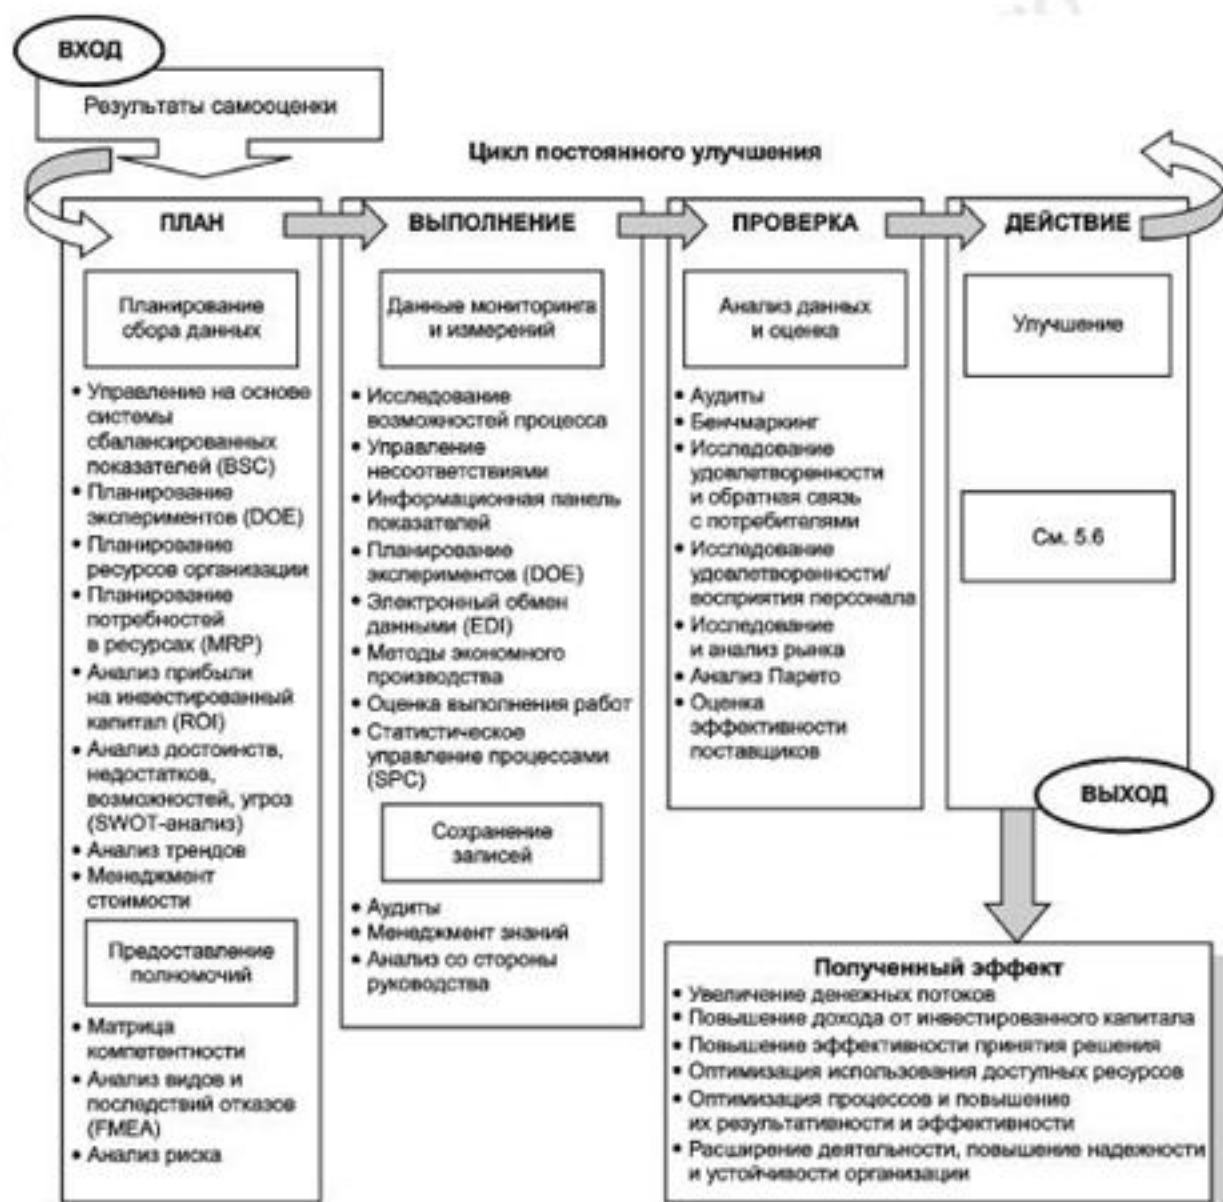 ВХОД
Результаты самооценки
Цикл постоянного улучшения
ПЛАН
Планирование
сбора данных
• Управление на основе
системы
сбалансированных
показателей (BSC)
• Планирование
экспериментов (DOE)
• Планирование
ресурсов организации
• Планирование
потребностей
в ресурсах (MRP)
• Анализ прибыли
на инвестированный
капитал (ROI)
• Анализ достоинств,
недостатков,
возможностей, угроз
(SWOT-анализ)
• Анализ трендов
• Менеджмент
стоимости
Предоставление
полномочий
• Матрица
компетентности
• Анализ видов и
последствий отказов
(FMEA)
• Анализ риска
ВЫПОЛНЕНИЕ
Данные мониторинга
и измерений
• Исследование
возможностей процесса
• Управление
несоответствиями
• Информационная панель
показателей
• Планирование
экспериментов (DOE)
• Электронный обмен
данными (EDI)
• Методы экономного
производства
• Оценка выполнения работ
• Статистическое
управление процессами
(SPC)
Сохранение
записей
• Аудиты
• Менеджмент знаний
• Анализ со стороны
руководства
ПРОВЕРКА
Анализ данных
и оценка
• Аудиты
• Бенчмаркинг
• Исследование
удовлетворенности
и обратная связь
с потребителями
• Исследование
удовлетворенности/
восприятия персонала
• Исследование
и анализ рынка
• Анализ Парето
• Оценка
эффективности
поставщиков
ДЕЙСТВИЕ
Улучшение
См. 5.6
ВЫХОД
Полученный эффект
• Увеличение денежных потоков
• Повышение дохода от инвестированного капитала
• Повышение эффективности принятия решения
• Оптимизация использования доступных ресурсов
• Оптимизация процессов и повышение
их результативности и эффективности
• Расширение деятельности, повышение надежности
и устойчивости организации